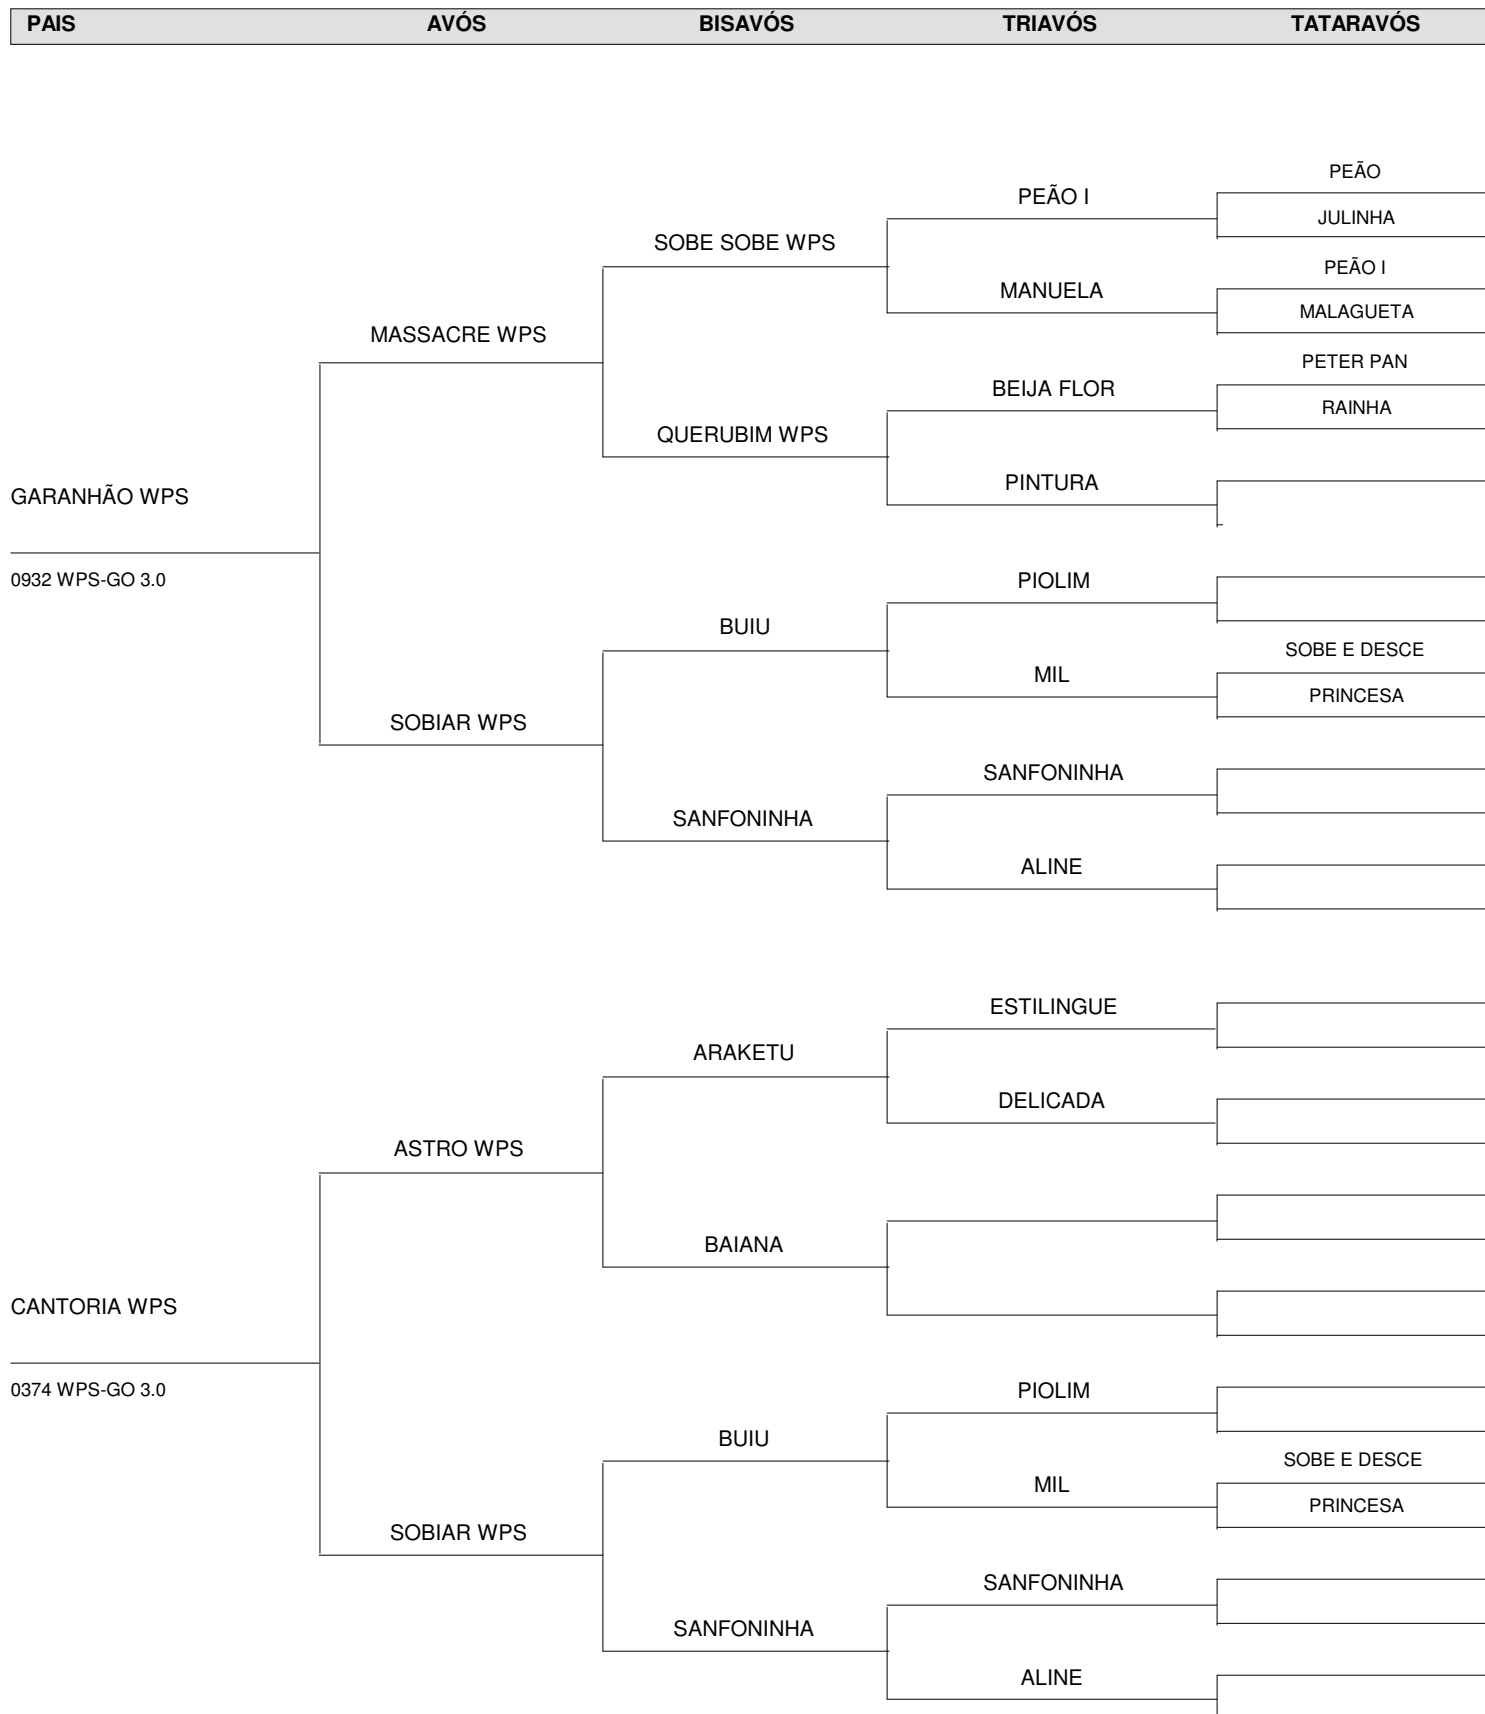 PAIS AVÓS BISAVÓS TRIAVÓS TATARAVÓS
PEÃO
PEÃO I
JULINHA
SOBE SOBE WPS
PEÃO I
MANUELA
MALAGUETA
MASSACRE WPS
PETER PAN
BEIJA FLOR
RAINHA
QUERUBIM WPS
PINTURA
GARANHÃO WPS
0932 WPS-GO 3.0
PIOLIM
BUIU
SOBE E DESCE
MIL
PRINCESA
SOBIAR WPS
SANFONINHA
SANFONINHA
ALINE
ESTILINGUE
ARAKETU
DELICADA
ASTRO WPS
BAIANA
CANTORIA WPS
0374 WPS-GO 3.0
PIOLIM
BUIU
SOBE E DESCE
MIL
PRINCESA
SOBIAR WPS
SANFONINHA
SANFONINHA
ALINE